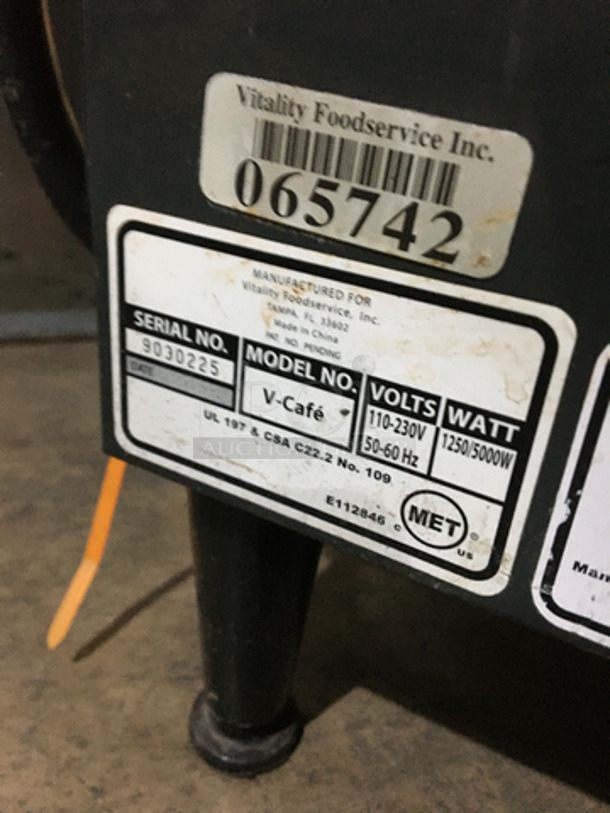 Vitality Foodservice Inc.
065742
MANUFACTURED FOR
Vitality Foodservice, Inc.
TAMPA, FL 33602
Made in China
PAT. NO. PENDING
SERIAL NO.
9030225
DATE
MODEL NO.
V-Café
VOLTS
110-230V
50-60 Hz
WATT
1250/5000W
UL 197 & CSA C22.2 No. 109
E112846
c MET ® US